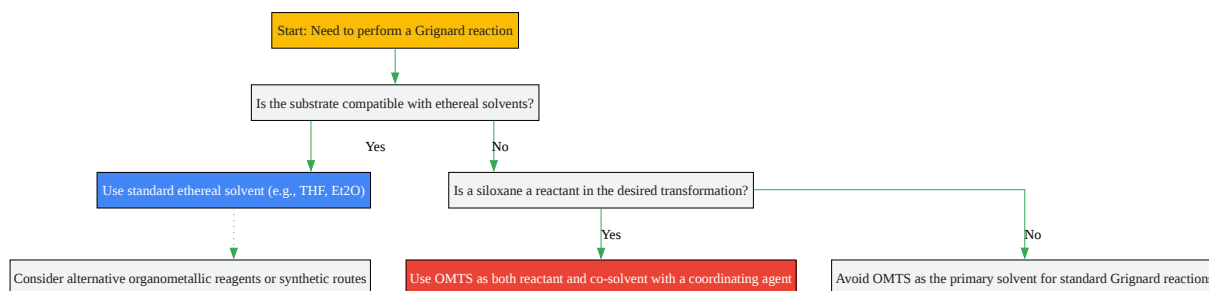 Start: Need to perform a Grignard reaction
Is the substrate compatible with ethereal solvents?
Yes
No
Use standard ethereal solvent (e.g., THF, Et2O)
Is a siloxane a reactant in the desired transformation?
Yes
No
Consider alternative organometallic reagents or synthetic routes
Use OMTS as both reactant and co-solvent with a coordinating agent
Avoid OMTS as the primary solvent for standard Grignard reactions